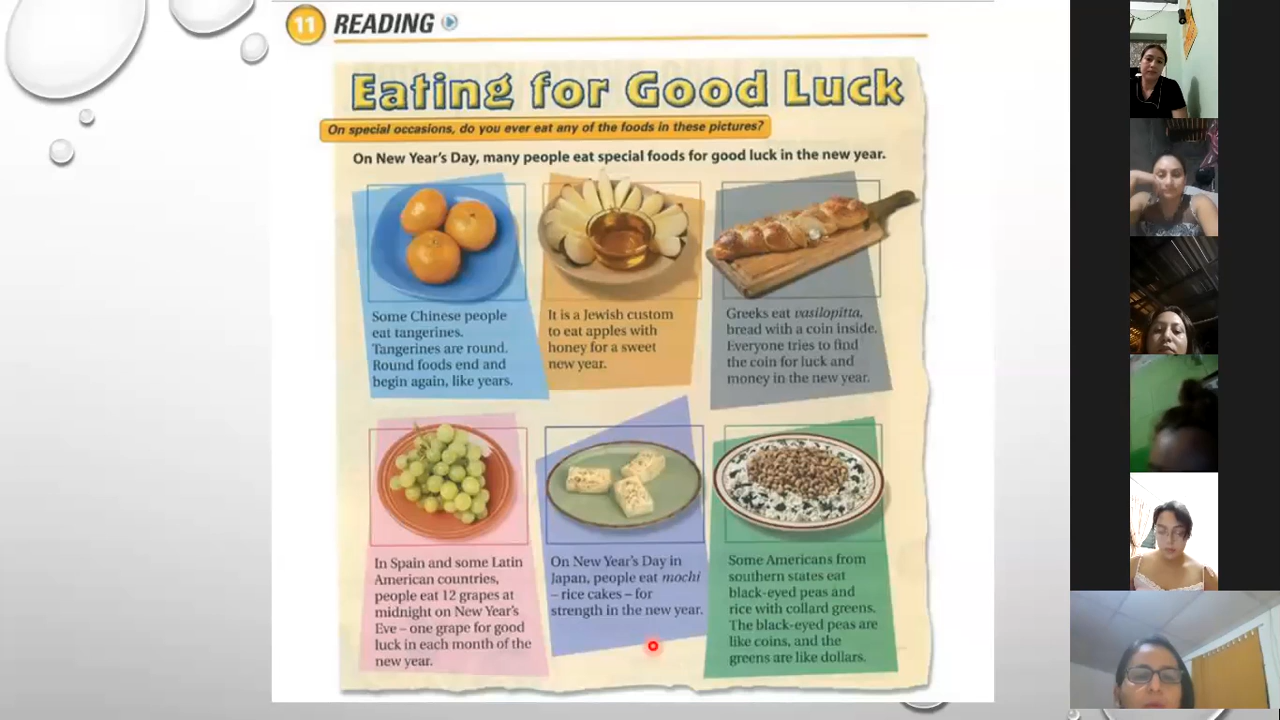 11 READING
Eating for Good Luck
On special occasions, do you ever eat any of the foods in these pictures?
On New Year's Day, many people eat special foods for good luck in the new year.
Some Chinese people
eat tangerines.
Tangerines are round.
Round foods end and
begin again, like years.
It is a Jewish custom
to eat apples with
honey for a sweet
new year.
Greeks eat vasilopitta,
bread with a coin inside.
Everyone tries to find
the coin for luck and
money in the new year.
In Spain and some Latin
American countries,
people eat 12 grapes at
midnight on New Year's
Eve – one grape for good
luck in each month of the
new year.
On New Year's Day in
Japan, people eat mochi
– rice cakes – for
strength in the new year.
Some Americans from
southern states eat
black-eyed peas and
rice with collard greens.
The black-eyed peas are
like coins, and the
greens are like dollars.